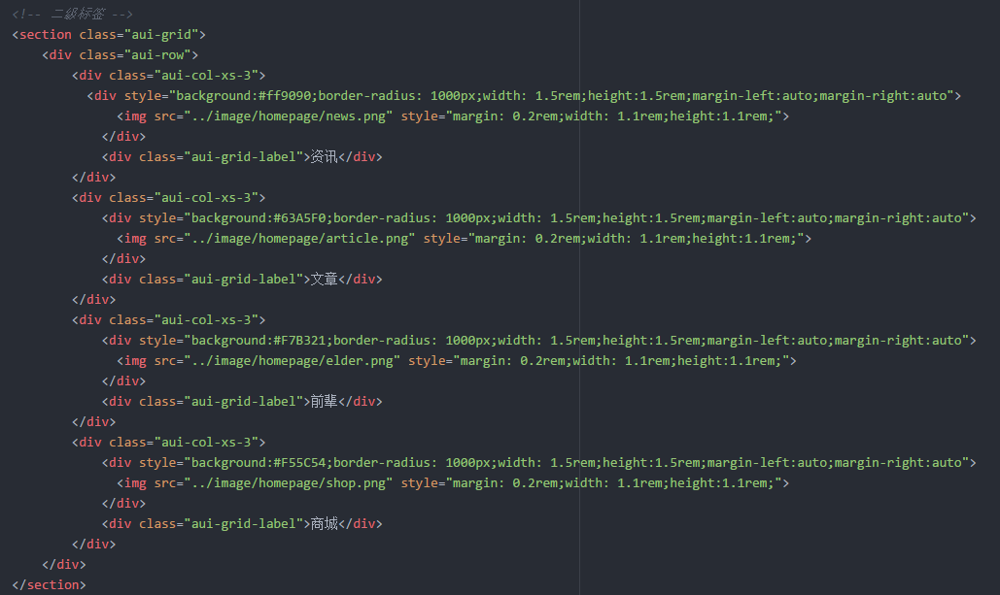 <!-- 二级标签 -->
<section class="aui-grid">
    <div class="aui-row">
        <div class="aui-col-xs-3">
          <div style="background:#ff9090;border-radius: 1000px;width: 1.5rem;height:1.5rem;margin-left:auto;margin-right:auto">
              <img src="../image/homepage/news.png" style="margin: 0.2rem;width: 1.1rem;height:1.1rem;">
            </div>
            <div class="aui-grid-label">资讯</div>
        </div>
        <div class="aui-col-xs-3">
            <div style="background:#63A5F0;border-radius: 1000px;width: 1.5rem;height:1.5rem;margin-left:auto;margin-right:auto">
              <img src="../image/homepage/article.png" style="margin: 0.2rem;width: 1.1rem;height:1.1rem;">
            </div>
            <div class="aui-grid-label">文章</div>
        </div>
        <div class="aui-col-xs-3">
            <div style="background:#F7B321;border-radius: 1000px;width: 1.5rem;height:1.5rem;margin-left:auto;margin-right:auto">
              <img src="../image/homepage/elder.png" style="margin: 0.2rem;width: 1.1rem;height:1.1rem;">
            </div>
            <div class="aui-grid-label">前辈</div>
        </div>
        <div class="aui-col-xs-3">
            <div style="background:#F55C54;border-radius: 1000px;width: 1.5rem;height:1.5rem;margin-left:auto;margin-right:auto">
              <img src="../image/homepage/shop.png" style="margin: 0.2rem;width: 1.1rem;height:1.1rem;">
            </div>
            <div class="aui-grid-label">商城</div>
        </div>
    </div>
</section>